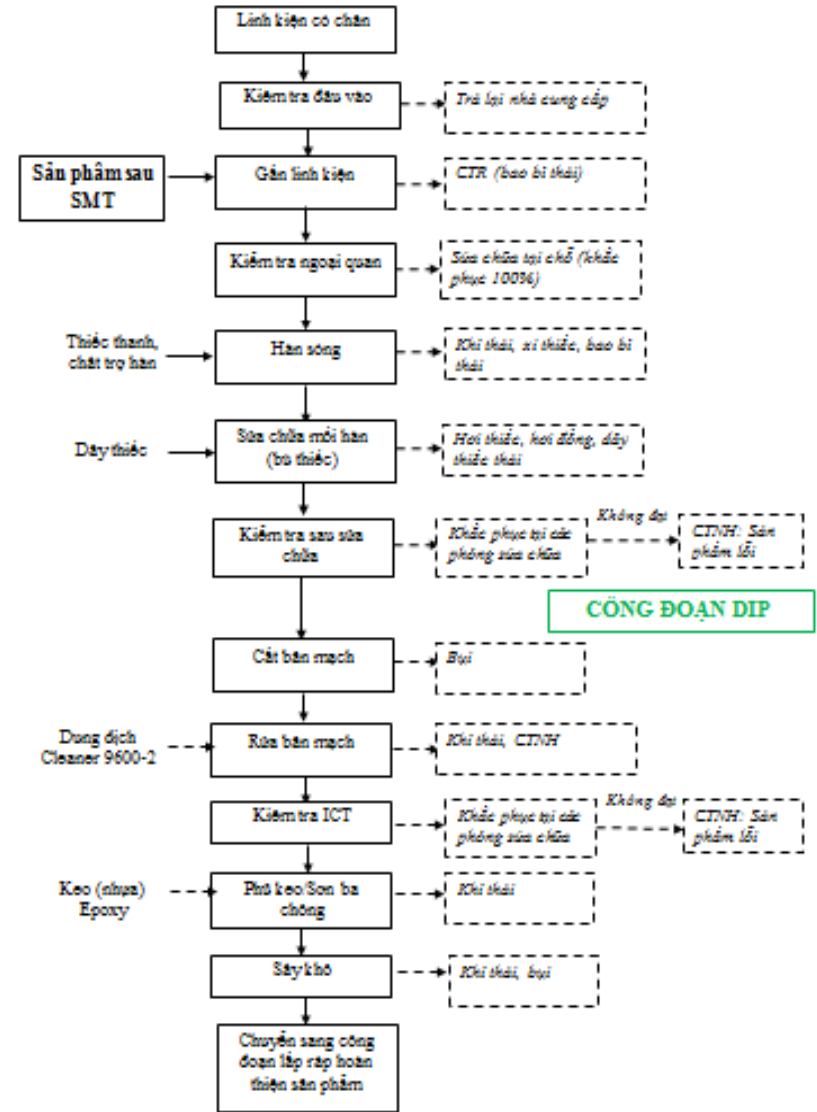 Linh kiện có chân
Kiểm tra đầu vào
Trả lại nhà cung cấp
Sản phẩm sau
SMT
Gắn linh kiện
CTR (bao bì thải)
Kiểm tra ngoại quan
Sửa chữa tại chỗ (khắc
phục 100%)
Thiếc thanh,
chất trợ hàn
Hàn sóng
Khí thải, xỉ thiếc, bao bì
thải
Dây thiếc
Sửa chữa mối hàn
(bù thiếc)
Hơi thiếc, hơi đồng, dây
thiếc thải
Kiểm tra sau sửa
chữa
Khắc phục tại các
phòng sửa chữa
Không đạt
CTNH: Sản
phẩm lỗi
CÔNG ĐOẠN DIP
Cắt bản mạch
Bụi
Dung dịch
Cleaner 9600-2
Rửa bản mạch
Khí thải, CTNH
Kiểm tra ICT
Khắc phục tại các
phòng sửa chữa
Không đạt
CTNH: Sản
phẩm lỗi
Keo (nhựa)
Epoxy
Phủ keo/Sơn ba
chống
Khí thải
Sấy khô
Khí thải, bụi
Chuyển sang công
đoạn lắp ráp hoàn
thiện sản phẩm